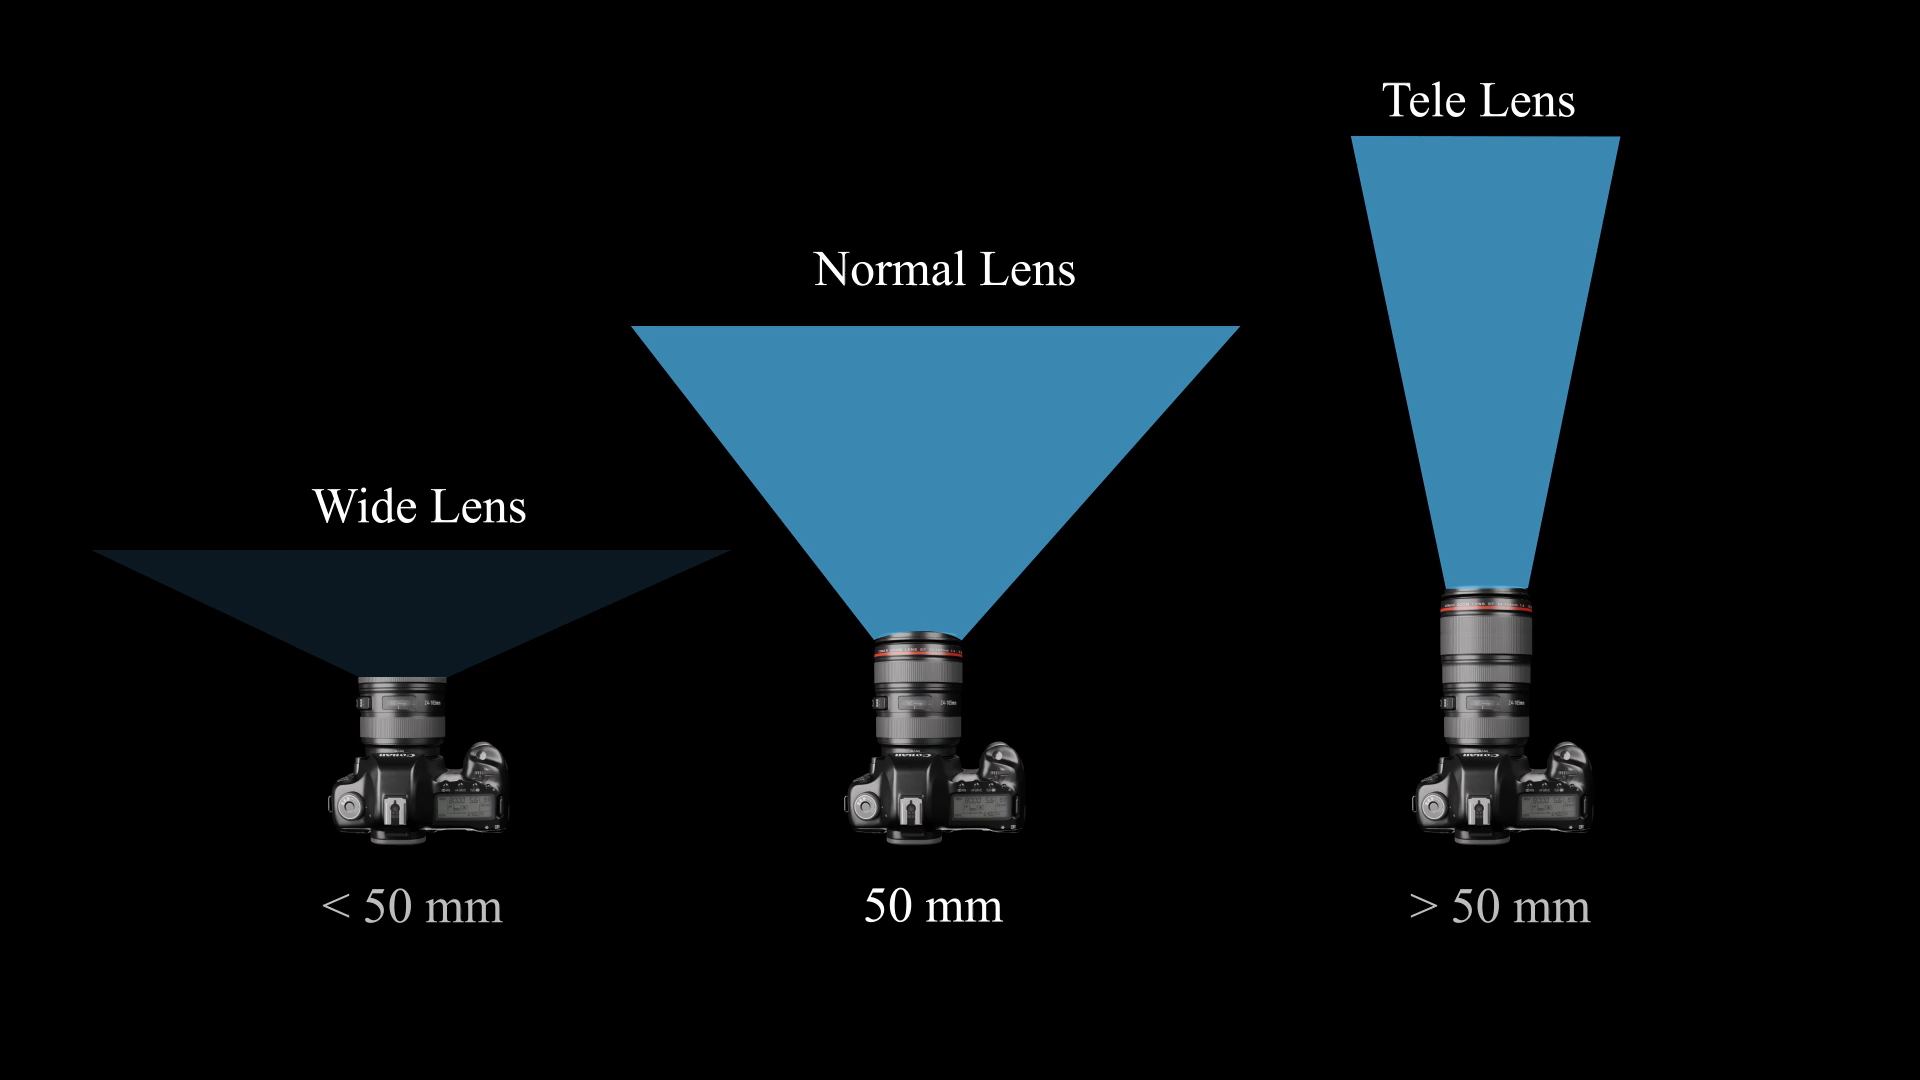 Tele Lens
Normal Lens
Wide Lens
< 50 mm
50 mm
> 50 mm